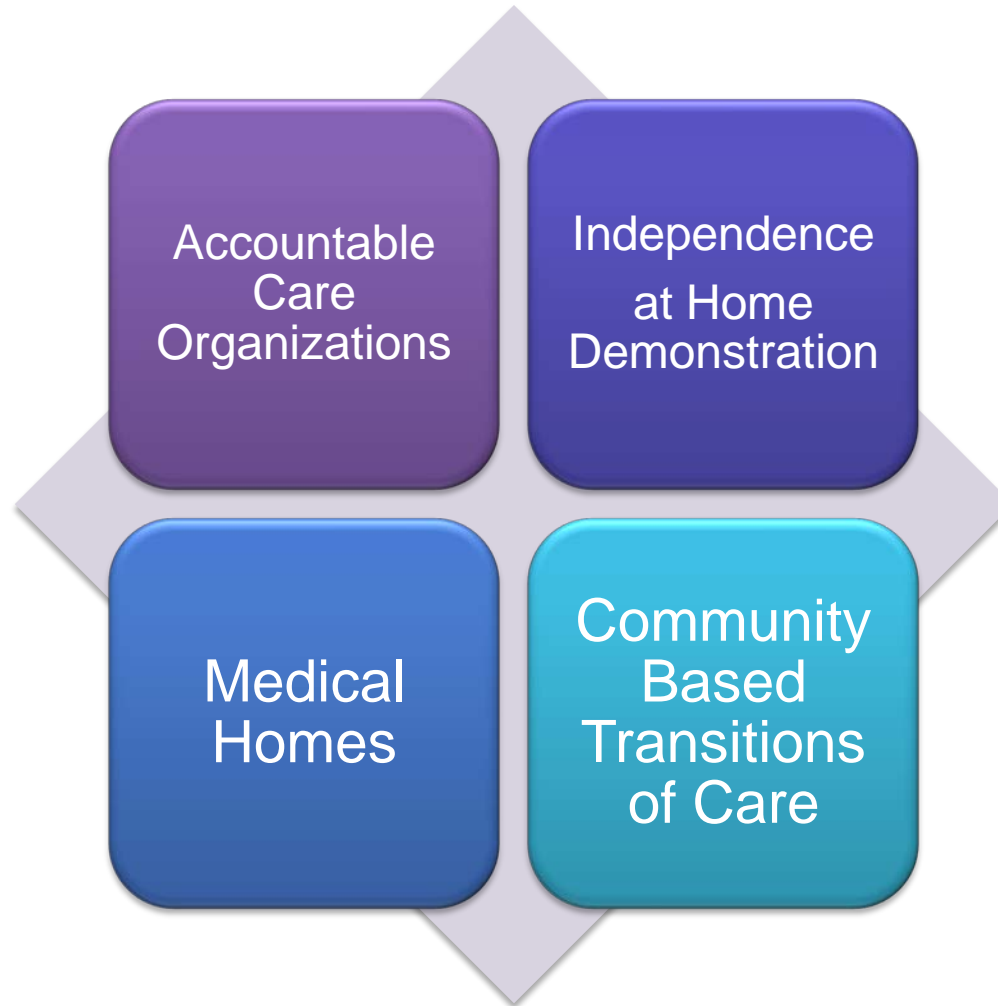 Accountable
Care
Organizations
Independence
at Home
Demonstration
Medical
Homes
Community
Based
Transitions
of Care